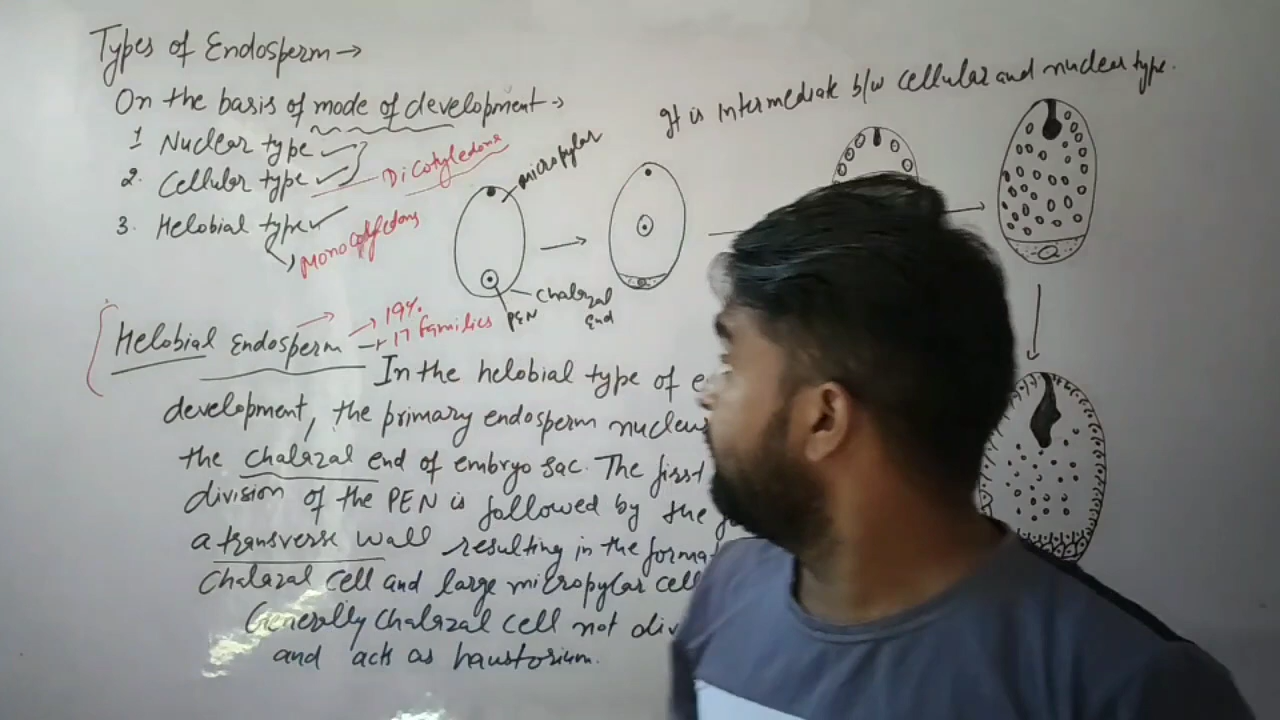 Types of Endosperm →
On the basis of mode of development →
1 Nuclear type
2. Cellular type
Dicotyledons
3. Helobial type
Monocotyledons
It is intermediate b/w cellular and nuclear type.
micropylar
Chalazal
End
PEN
Helobial Endosperm
→ 19%
→ 17 families
In the helobial type of
development, the primary endosperm nucleus
the chalazal end of embryo sac. The first
division of the PEN is followed by the
a transverse wall resulting in the
Chalazal cell and large micropylar cell
Generally chalazal cell not
and acts as haustorium.